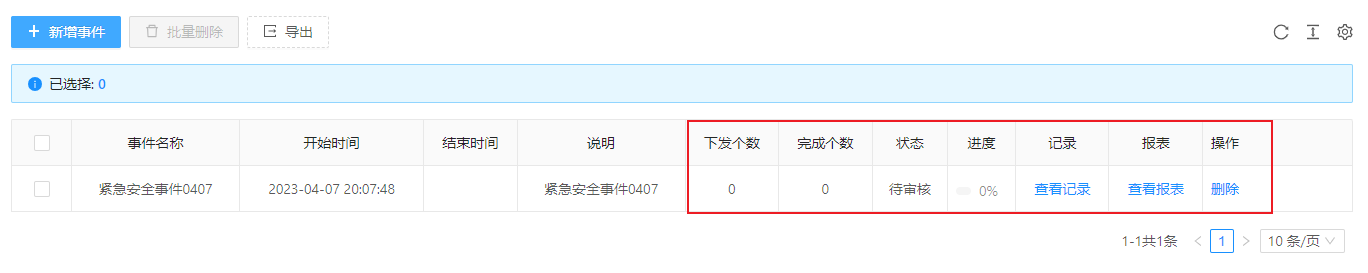 新增事件 批量删除 导出
已选择: 0
事件名称 开始时间 结束时间 说明 下发个数 完成个数 状态 进度 记录 报表 操作
紧急安全事件0407 2023-04-07 20:07:48 紧急安全事件0407 0 0 待审核 0% 查看记录 查看报表 删除
1-1共1条 1 10 条/页